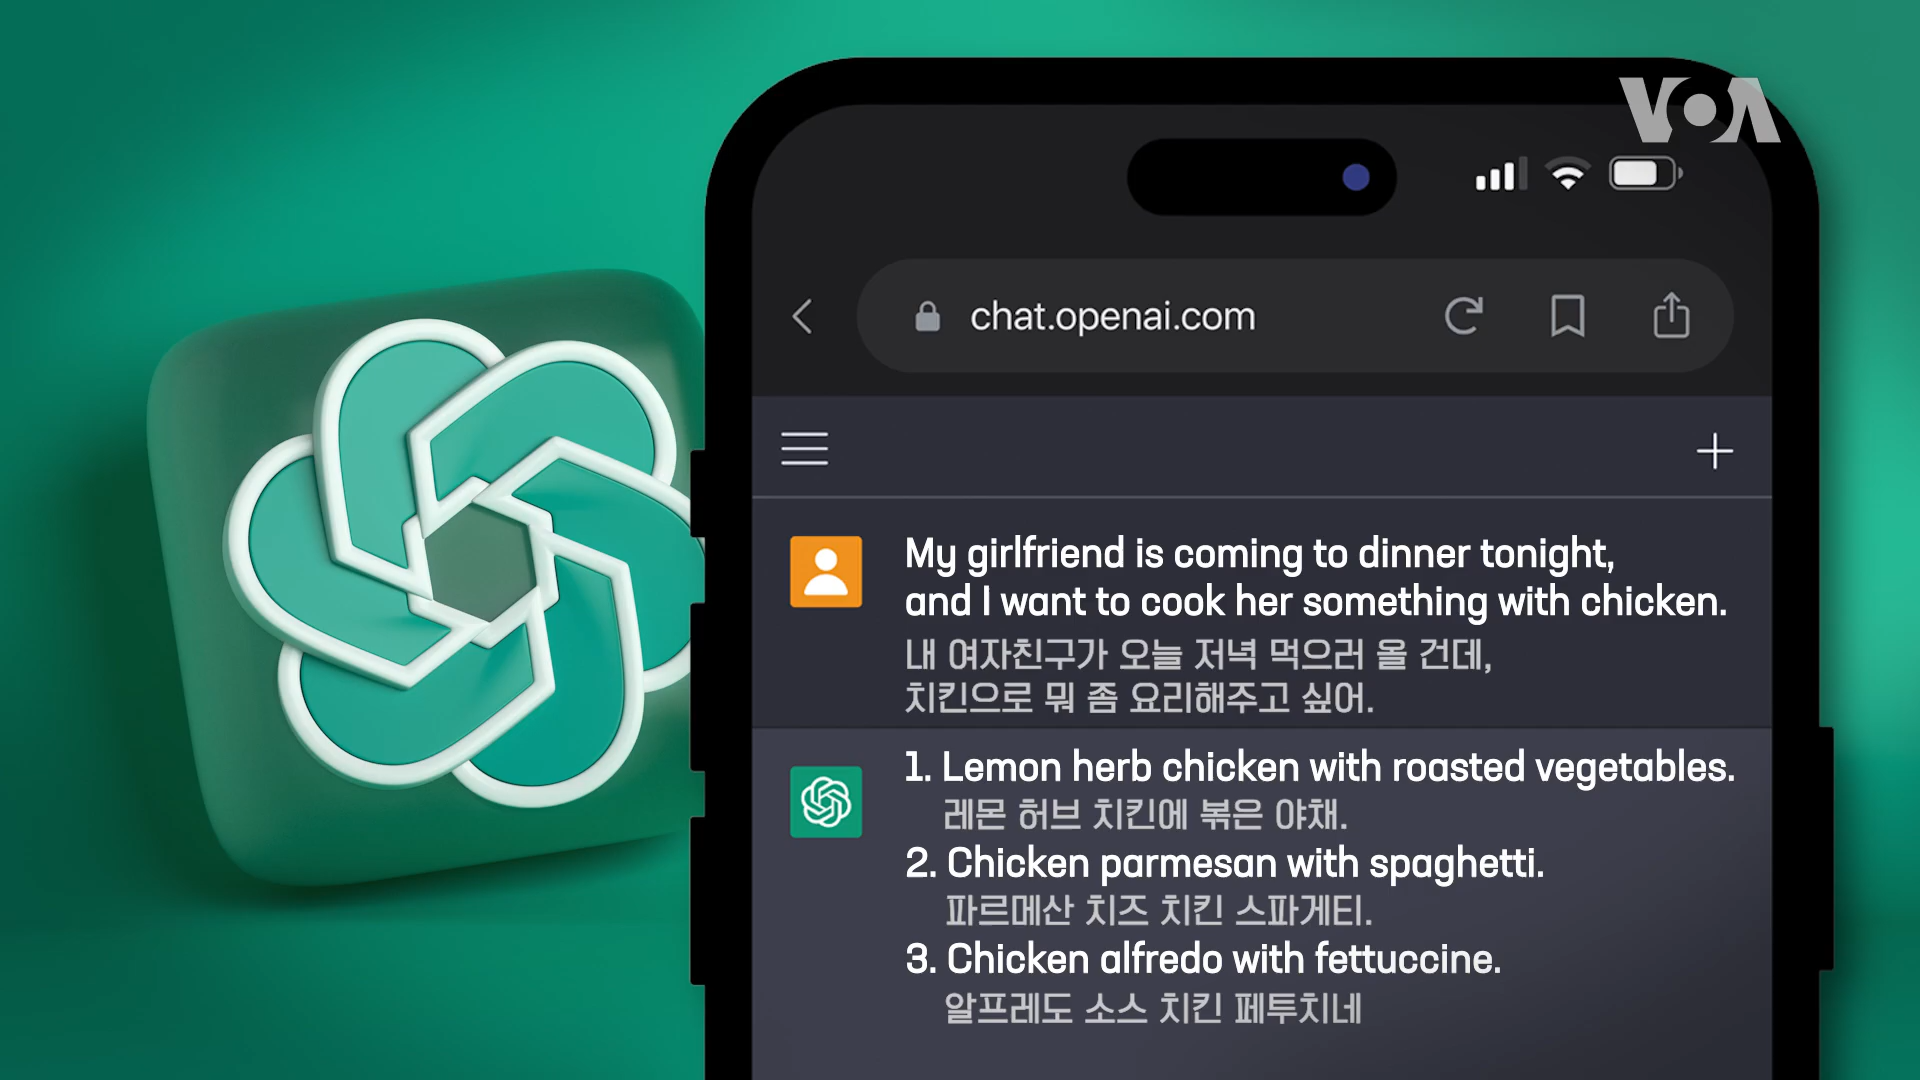 VOA
chat.openai.com
My girlfriend is coming to dinner tonight,
and I want to cook her something with chicken.
내 여자친구가 오늘 저녁 먹으러 올 건데,
치킨으로 뭐 좀 요리해주고 싶어.
1. Lemon herb chicken with roasted vegetables.
레몬 허브 치킨에 볶은 야채.
2. Chicken parmesan with spaghetti.
파르메산 치즈 치킨 스파게티.
3. Chicken alfredo with fettuccine.
알프레도 소스 치킨 페투치네